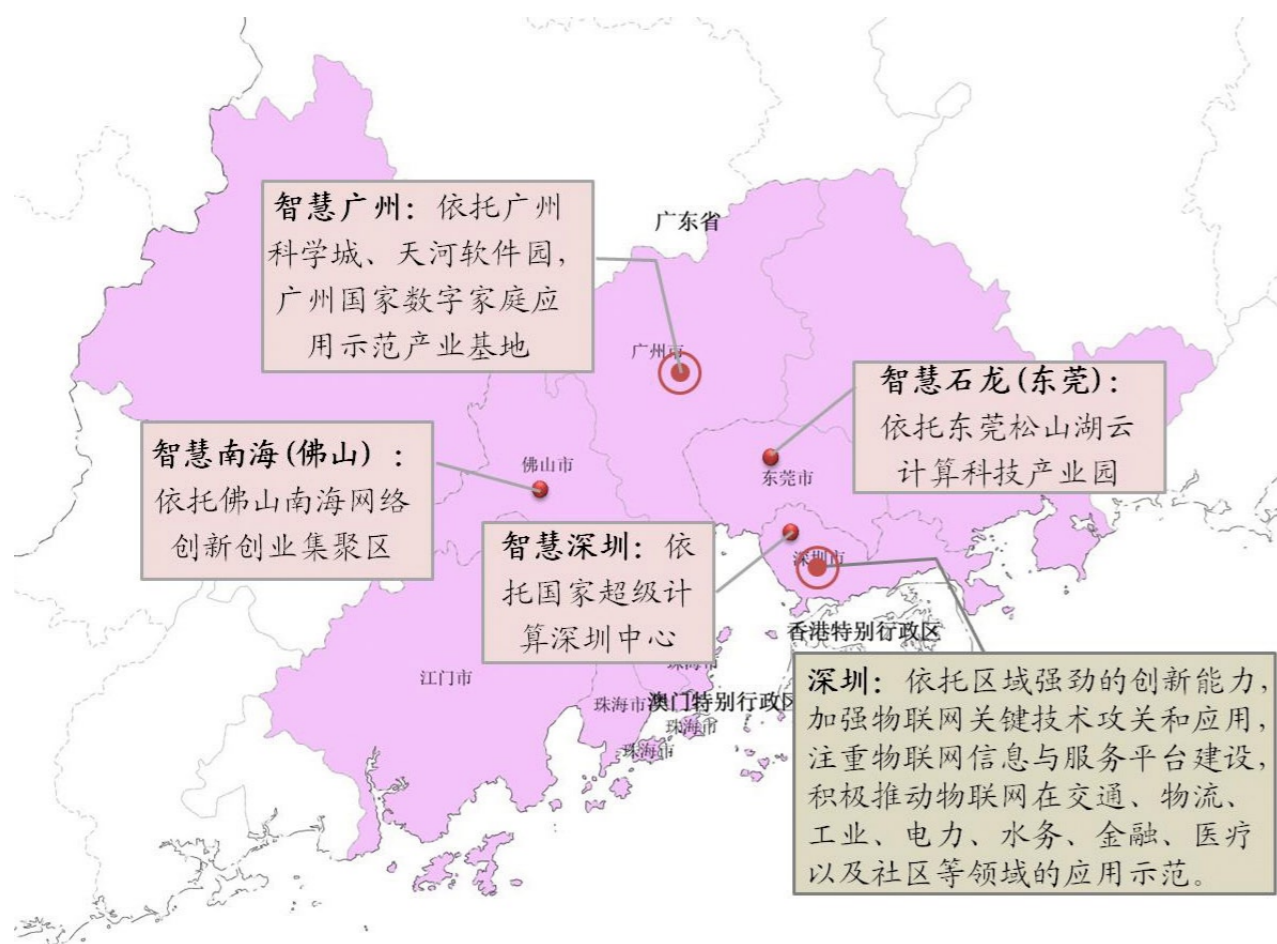 广东省
智慧广州：依托广州
科学城、天河软件园，
广州国家数字家庭应
用示范产业基地
广州市
智慧石龙(东莞)：
依托东莞松山湖云
计算科技产业园
智慧南海(佛山)：
依托佛山南海网络
创新创业集聚区
佛山市
东莞市
智慧深圳：依
托国家超级计
算深圳中心
深圳市
香港特别行政区
江门市
珠海市
珠海市
澳门特别行政区
珠海市
珠海市
深圳：依托区域强劲的创新能力，
加强物联网关键技术攻关和应用，
注重物联网信息与服务平台建设，
积极推动物联网在交通、物流、
工业、电力、水务、金融、医疗
以及社区等领域的应用示范。